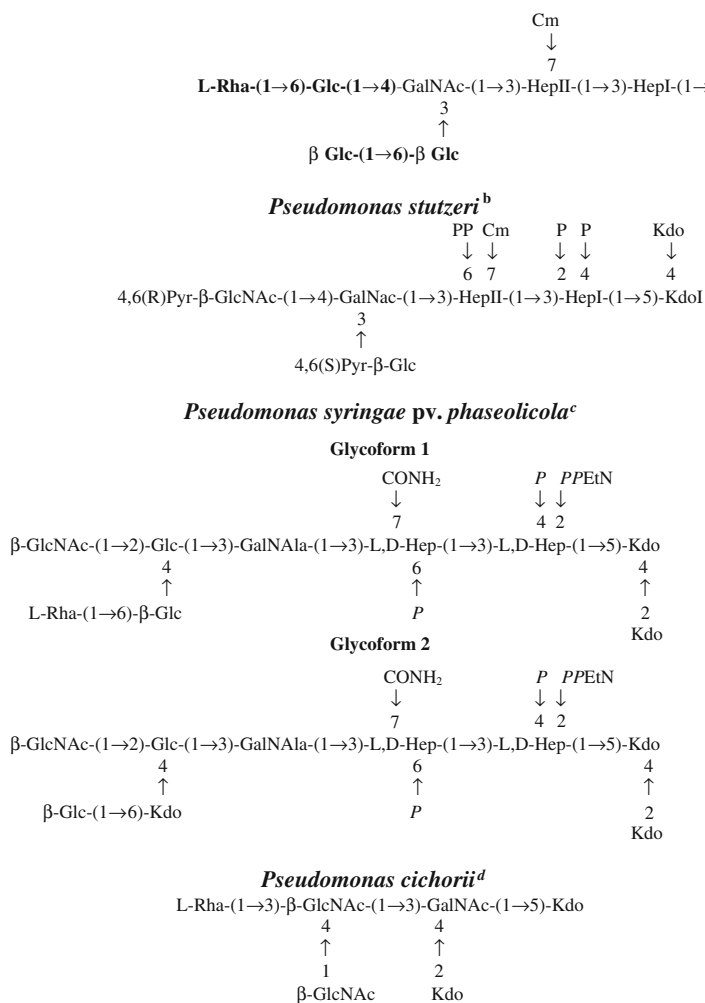 Cm
↓
7
L-Rha-(1→6)-Glc-(1→4)-GalNAc-(1→3)-HepII-(1→3)-HepI-(1→
3
↑
β Glc-(1→6)-β Glc
Pseudomonas stutzeri b
PP Cm P P Kdo
↓ ↓ ↓ ↓ ↓
6 7 2 4 4
4,6(R)Pyr-β-GlcNAc-(1→4)-GalNac-(1→3)-HepII-(1→3)-HepI-(1→5)-KdoI
3
↑
4,6(S)Pyr-β-Glc
Pseudomonas syringae pv. phaseolicola c
Glycoform 1
CONH₂ P PPEtN
↓ ↓ ↓
7 4 2
β-GlcNAc-(1→2)-Glc-(1→3)-GalNAla-(1→3)-L,D-Hep-(1→3)-L,D-Hep-(1→5)-Kdo
4 6 4
↑ ↑ ↑
L-Rha-(1→6)-β-Glc P 2
Kdo
Glycoform 2
CONH₂ P PPEtN
↓ ↓ ↓
7 4 2
β-GlcNAc-(1→2)-Glc-(1→3)-GalNAla-(1→3)-L,D-Hep-(1→3)-L,D-Hep-(1→5)-Kdo
4 6 4
↑ ↑ ↑
β-Glc-(1→6)-Kdo P 2
Kdo
Pseudomonas cichorii d
L-Rha-(1→3)-β-GlcNAc-(1→3)-GalNAc-(1→5)-Kdo
4 4
↑ ↑
1 2
β-GlcNAc Kdo